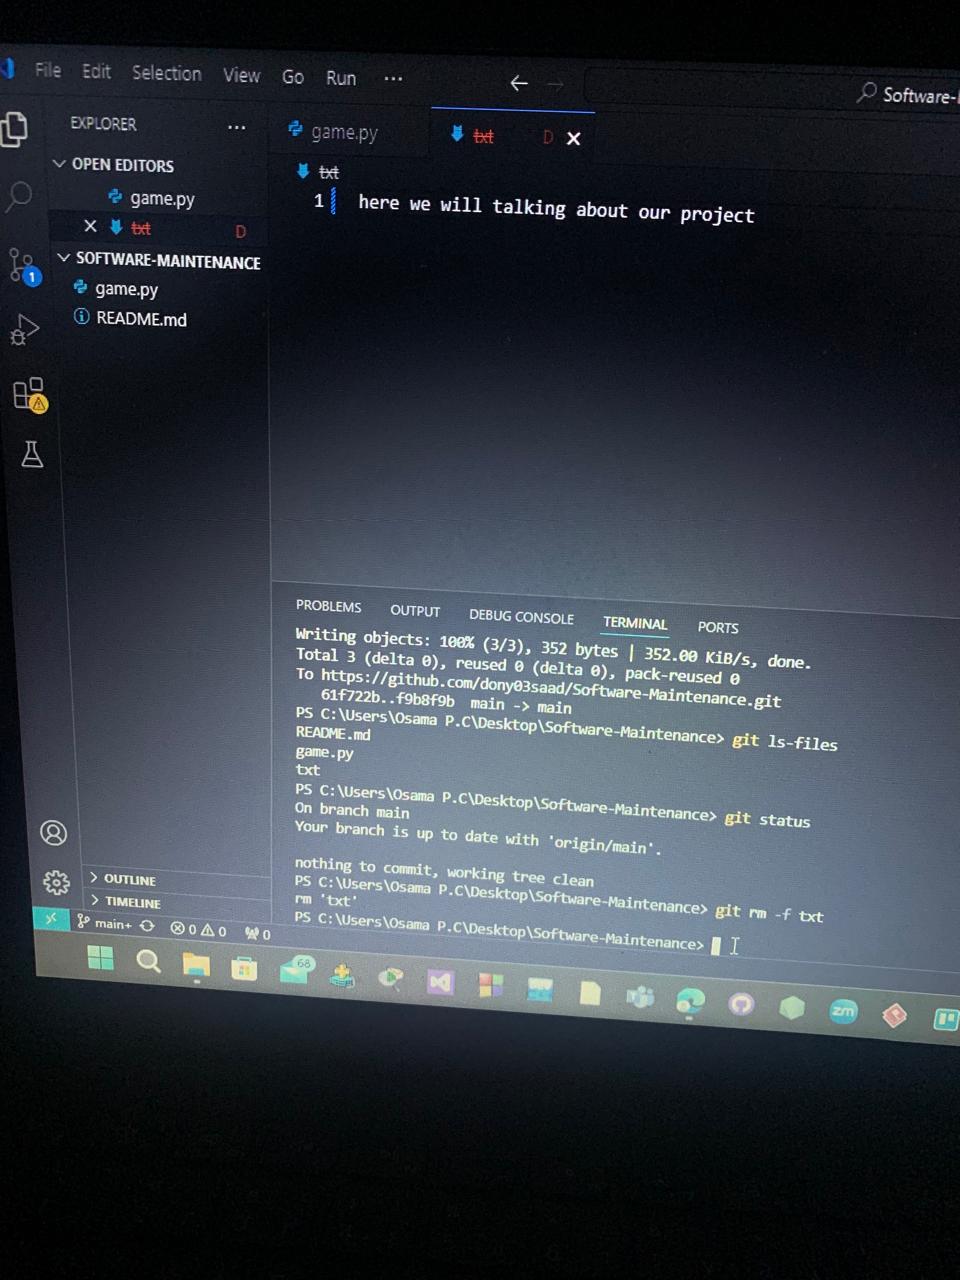 File Edit Selection View Go Run ...
Software-
EXPLORER ...
game.py
txt D
OPEN EDITORS
game.py
txt D
txt
1 here we will talking about our project
SOFTWARE-MAINTENANCE
game.py
README.md
1
PROBLEMS OUTPUT DEBUG CONSOLE TERMINAL PORTS
Writing objects: 100% (3/3), 352 bytes | 352.00 KiB/s, done.
Total 3 (delta 0), reused 0 (delta 0), pack-reused 0
To https://github.com/dony03saad/Software-Maintenance.git
61f722b..f9b8f9b main -> main
PS C:\Users\Osama P.C\Desktop\Software-Maintenance> git ls-files
README.md
game.py
txt
PS C:\Users\Osama P.C\Desktop\Software-Maintenance> git status
On branch main
Your branch is up to date with 'origin/main'.
nothing to commit, working tree clean
PS C:\Users\Osama P.C\Desktop\Software-Maintenance> git rm -f txt
rm 'txt'
PS C:\Users\Osama P.C\Desktop\Software-Maintenance>
OUTLINE
TIMELINE
main+ 0 0 0
68
zm